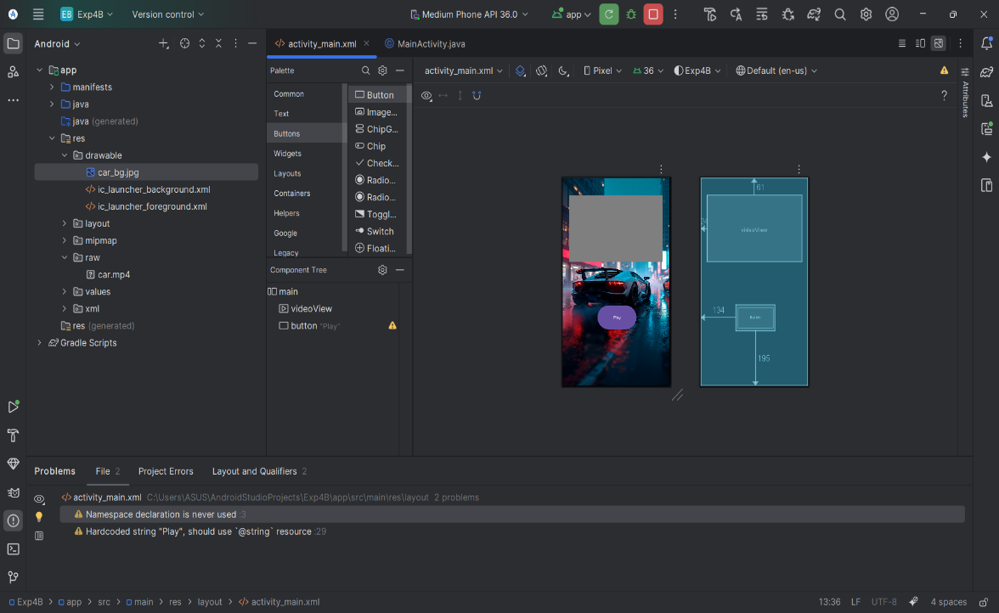 EB Exp4B Version control Medium Phone API 36.0 app
Android
app
manifests
java
java (generated)
res
drawable
car_bg.jpg
ic_launcher_background.xml
ic_launcher_foreground.xml
layout
mipmap
raw
car.mp4
values
xml
res (generated)
Gradle Scripts
activity_main.xml MainActivity.java
Palette
Common
Text
Buttons
Widgets
Layouts
Containers
Helpers
Google
Legacy
Button
Image...
ChipG...
Chip
Check...
Radio...
Radio...
Toggl...
Switch
Floati...
Component Tree
main
videoView
button "Play"
activity_main.xml Pixel 36 Exp4B Default (en-us)
?
Attributes
Play
61
videoView
134
Button
195
Problems File 2 Project Errors Layout and Qualifiers 2
activity_main.xml C:\Users\ASUS\AndroidStudioProjects\Exp4B\app\src\main\res\layout 2 problems
Namespace declaration is never used :3
Hardcoded string "Play", should use `@string` resource :29
Exp4B > app > src > main > res > layout > activity_main.xml 13:36 LF UTF-8 4 spaces